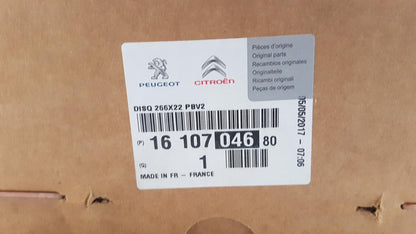 PEUGEOT
CITROËN
Pièces d'origine
Original parts
Recambios originales
Originalteile
Ricambi originali
Peças de origem
DISQ 266X22 PBV2
(P) 16 107 046 80
(Q) 1
MADE IN FR - FRANCE
05/05/2017 - 07:06